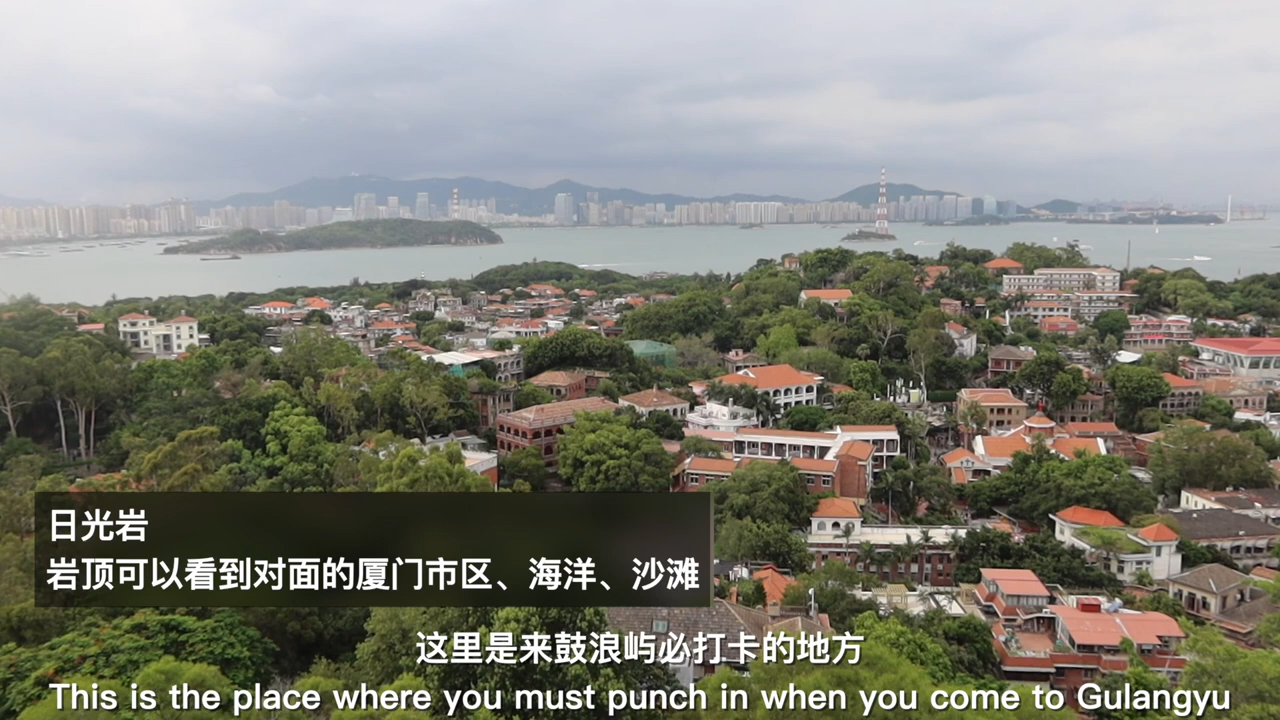 日光岩
岩顶可以看到对面的厦门市区、海洋、沙滩
这里是来鼓浪屿必打卡的地方
This is the place where you must punch in when you come to Gulangyu